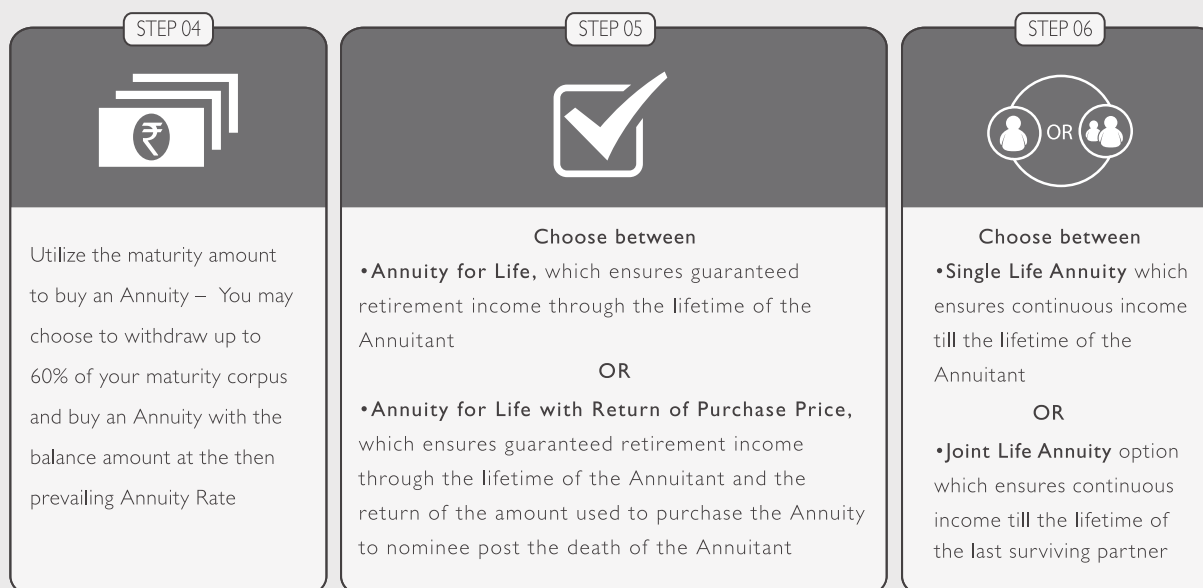 STEP 04
₹
Utilize the maturity amount
to buy an Annuity – You may
choose to withdraw up to
60% of your maturity corpus
and buy an Annuity with the
balance amount at the then
prevailing Annuity Rate
STEP 05
Choose between
•Annuity for Life, which ensures guaranteed
retirement income through the lifetime of the
Annuitant
OR
•Annuity for Life with Return of Purchase Price,
which ensures guaranteed retirement income
through the lifetime of the Annuitant and the
return of the amount used to purchase the Annuity
to nominee post the death of the Annuitant
STEP 06
OR
Choose between
•Single Life Annuity which
ensures continuous income
till the lifetime of the
Annuitant
OR
•Joint Life Annuity option
which ensures continuous
income till the lifetime of
the last surviving partner